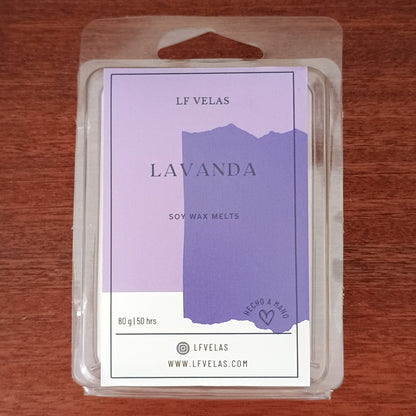 LF VELAS
LAVANDA
SOY WAX MELTS
HECHO A MANO
80 g | 50 hrs
LFVELAS
WWW.LFVELAS.COM